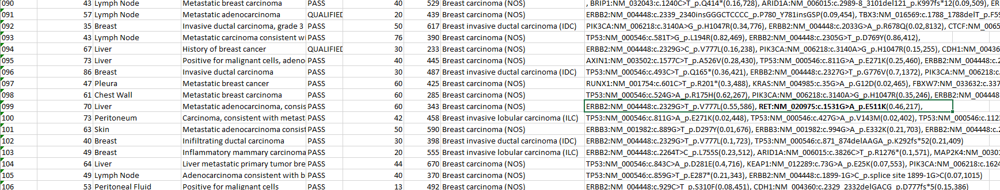 090 43 Lymph Node Metastatic breast carcinoma PASS 40 529 Breast carcinoma (NOS) , BRIP1:NM_032043:c.1240C>T_p.Q414*(0.16,728), ARID1A:NM_006015:c.2989-8_3101del121_p.K997fs*12(0.09,509), ER
091 57 Lymph Node Metastatic adenocarcinoma QUALIFIED 20 439 Breast carcinoma (NOS) ERBB2:NM_004448:c.2339_2340insGGGCTCCCC_p.P780_Y781insGSP(0.09,454), TBX3:NM_016569:c.1788_1788delT_p.F59
092 35 Breast Invasive ductal carcinoma, grade 3 PASS 50 617 Breast invasive ductal carcinoma (IDC) PIK3CA:NM_006218:c.3140A>G_p.H1047R(0.34,776), ERBB2:NM_004448:c.2033G>A_p.R678Q(0.02,8132), CTCF:NM_0065
093 43 Lymph Node Metastatic carcinoma consistent wi PASS 76 390 Breast carcinoma (NOS) TP53:NM_000546:c.581T>G_p.L194R(0.82,469), ERBB2:NM_004448:c.2305G>T_p.D769Y(0.86,412),
094 67 Liver History of breast cancer QUALIFIED 30 233 Breast carcinoma (NOS) ERBB2:NM_004448:c.2329G>C_p.V777L(0.16,238), PIK3CA:NM_006218:c.3140A>G_p.H1047R(0.15,255), CDH1:NM_00436
095 73 Liver Positive for malignant cells, adeno PASS 40 445 Breast carcinoma (NOS) AXIN1:NM_003502:c.1577C>T_p.A526V(0.28,430), TP53:NM_000546:c.811G>A_p.E271K(0.25,460), ERBB2:NM_004448:c.2
096 86 Breast Invasive ductal carcinoma PASS 30 487 Breast invasive ductal carcinoma (IDC) TP53:NM_000546:c.493C>T_p.Q165*(0.36,421), ERBB2:NM_004448:c.2327G>T_p.G776V(0.7,1372), PIK3CA:NM_006218:c.
097 47 Pleura Metastatic breast cancer PASS 60 425 Breast carcinoma (NOS) RUNX1:NM_001754:c.601C>T_p.R201*(0.3,488), KRAS:NM_004985:c.35G>A_p.G12D(0.02,465), FBXW7:NM_033632:c.337
098 61 Chest Wall Metastatic breast carcinoma PASS 60 285 Breast carcinoma (NOS) TP53:NM_000546:c.524G>A_p.R175H(0.62,267), PIK3CA:NM_006218:c.3140A>G_p.H1047R(0.35,246), ERBB2:NM_004448
099 70 Liver Metastatic adenocarcinoma, consis PASS 60 343 Breast carcinoma (NOS) ERBB2:NM_004448:c.2329G>T_p.V777L(0.55,586), RET:NM_020975:c.1531G>A_p.E511K(0.46,217),
100 73 Peritoneum Carcinoma, consistent with metast PASS 42 458 Breast invasive lobular carcinoma (ILC) TP53:NM_000546:c.811G>A_p.E271K(0.02,448), TP53:NM_000546:c.427G>A_p.V143M(0.02,402), TP53:NM_000546:c.112
101 63 Skin Metastatic adenocarcinoma consist PASS 50 590 Breast carcinoma (NOS) ERBB3:NM_001982:c.889G>T_p.D297Y(0.01,676), ERBB3:NM_001982:c.994G>A_p.E332K(0.21,703), ERBB2:NM_004448:c.2
102 40 Breast Inifiltrating ductal carcinoma PASS 30 398 Breast invasive ductal carcinoma (IDC) ERBB2:NM_004448:c.2329G>T_p.V777L(0.1,723), TP53:NM_000546:c.871_874delAAGA_p.K292fs*52(0.21,409)
103 49 Breast Inflammatory mammary carcinoma PASS 20 555 Breast invasive lobular carcinoma (ILC) ERBB2:NM_004448:c.2264T>C_p.L755S(0.23,512), ARID1A:NM_006015:c.3826C>T_p.R1276*(0.1,571), MAP2K4:NM_00301
104 64 Liver Liver metastatic primary tumor bre PASS 44 670 Breast carcinoma (NOS) TP53:NM_000546:c.843C>A_p.D281E(0.4,716), KEAP1:NM_012289:c.73G>A_p.E25K(0.07,553), PIK3CA:NM_006218:c.1624
105 49 Lymph Node Adenocarcinoma consistent with b PASS 40 370 Breast carcinoma (NOS) TP53:NM_000546:c.859G>T_p.E287*(0.21,343), ERBB2:NM_004448:c.1899-1G>C_p.splice site 1899-1G>C(0.07,1015)
106 53 Peritoneal Fluid Positive for malignant cells PASS 13 492 Breast carcinoma (NOS) ERBB2:NM_004448:c.929C>T_p.S310F(0.08,451), CDH1:NM_004360:c.2329_2332delGACG_p.D777fs*5(0.15,386)